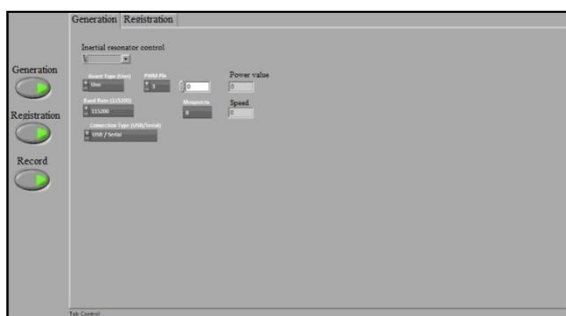 Generation Registration
Inertial resonator control
Generation
Board Type (Uno)
PWM Pin
Power value
Uno
3
0
0
Baud Rate (115200)
Speed
115200
0
0
Registration
Connection Type (USB/Serial)
USB / Serial
Record
Tab Control